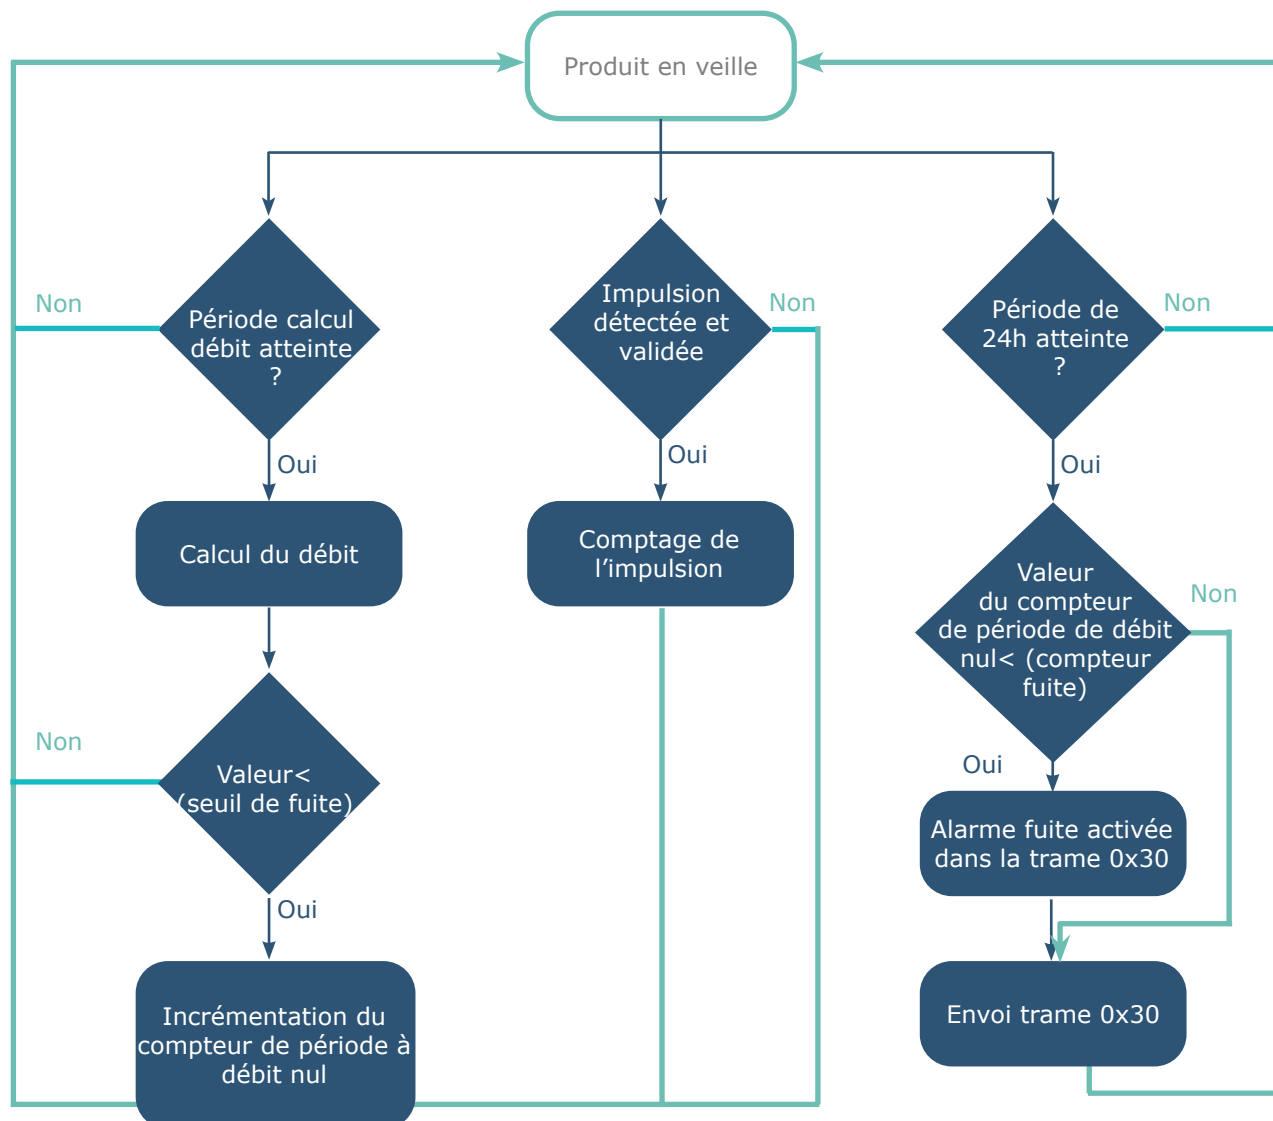 Produit en veille
Non
Période calcul
débit atteinte
?
Impulsion
détectée et
validée
Non
Période de
24h atteinte
?
Non
Oui
Oui
Oui
Calcul du débit
Comptage de
l’impulsion
Valeur
du compteur
de période de débit
nul< (compteur
fuite)
Non
Non
Valeur<
(seuil de fuite)
Oui
Alarme fuite activée
dans la trame 0x30
Oui
Incrémentation du
compteur de période à
débit nul
Envoi trame 0x30